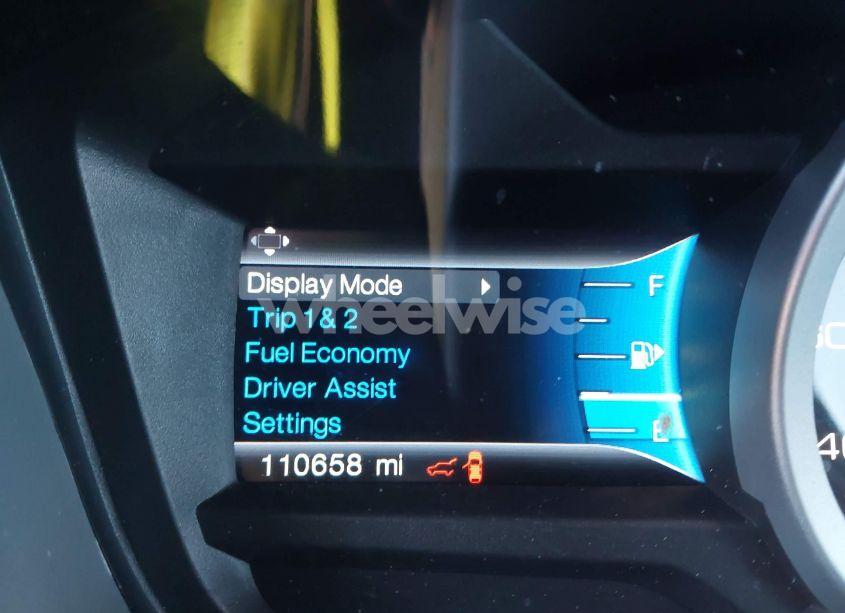 Display Mode
F
wheelwise
Trip 1 & 2
Fuel Economy
Driver Assist
Settings
E
110658 mi